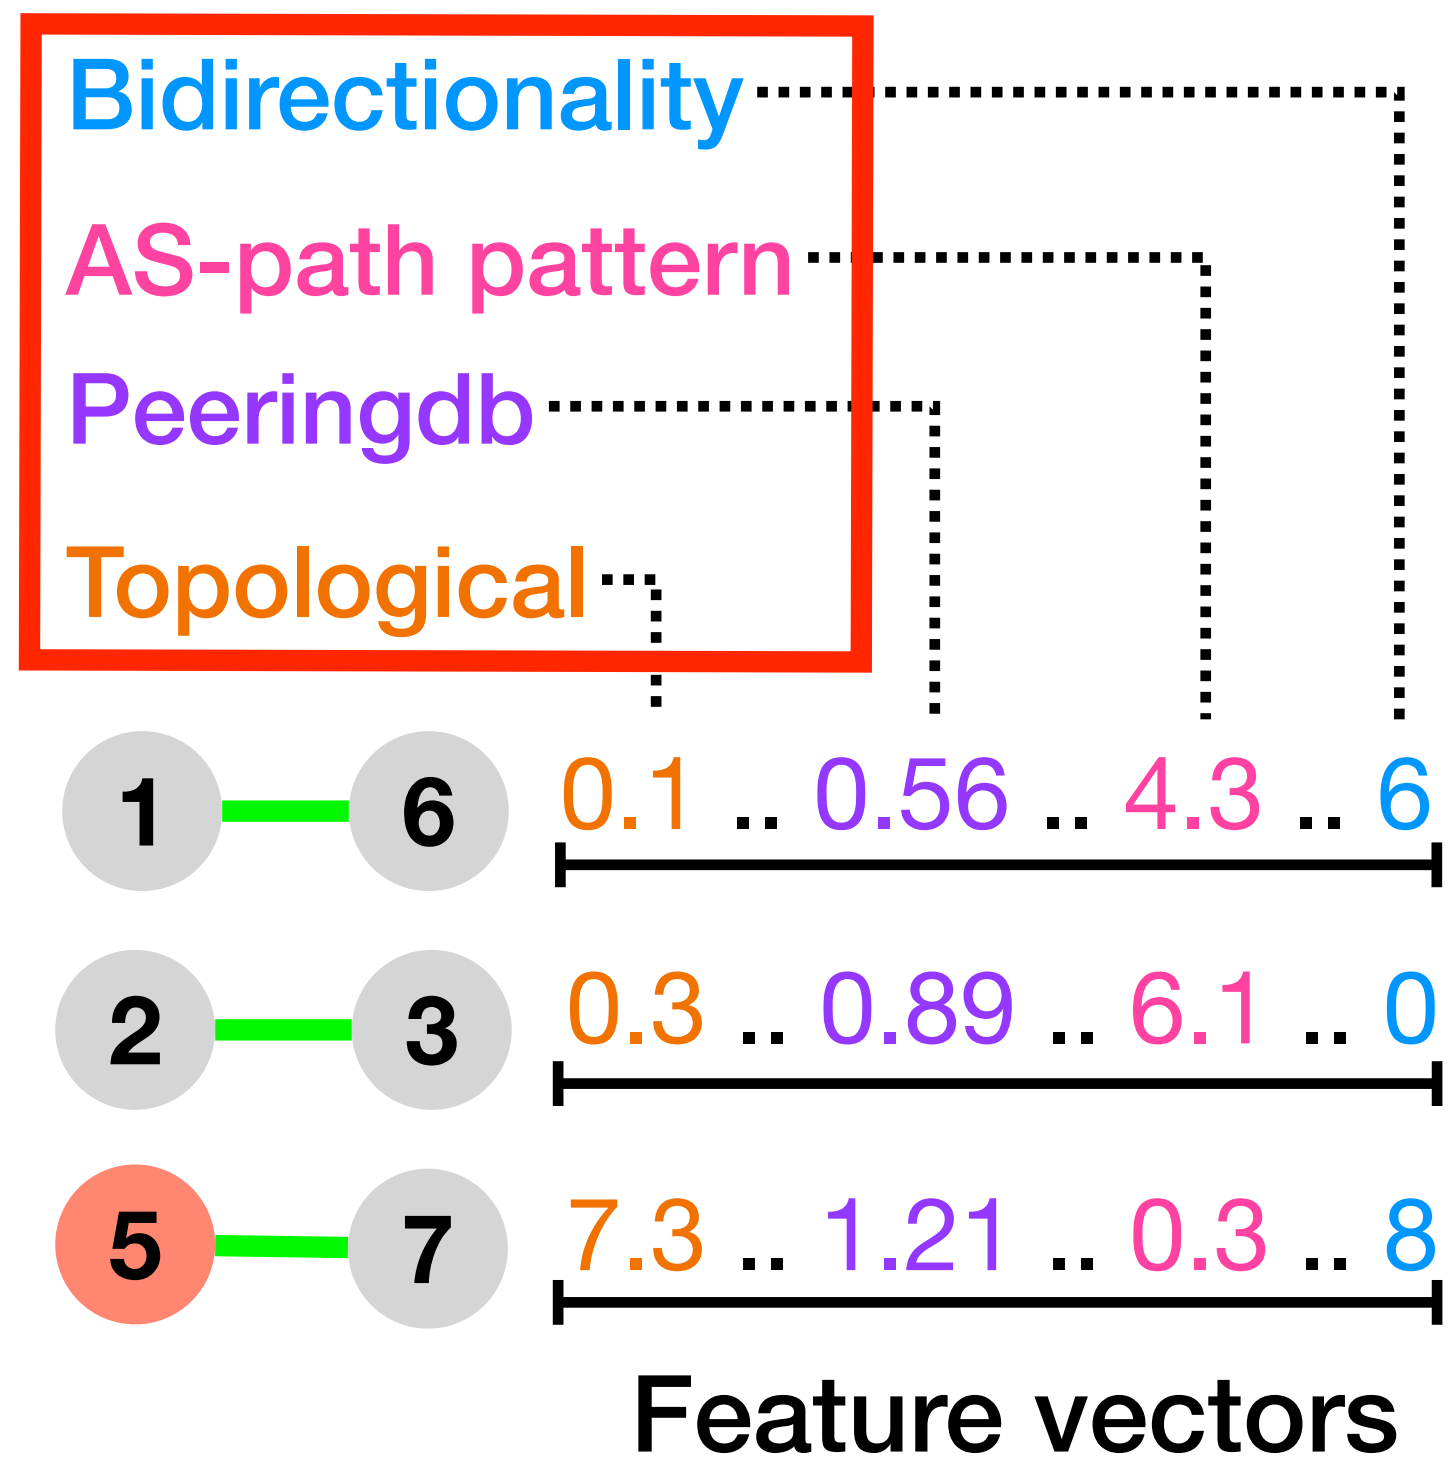 Bidirectionality
AS-path pattern
Peeringdb
Topological
1 6 0.1 .. 0.56 .. 4.3 .. 6
2 3 0.3 .. 0.89 .. 6.1 .. 0
5 7 7.3 .. 1.21 .. 0.3 .. 8
Feature vectors